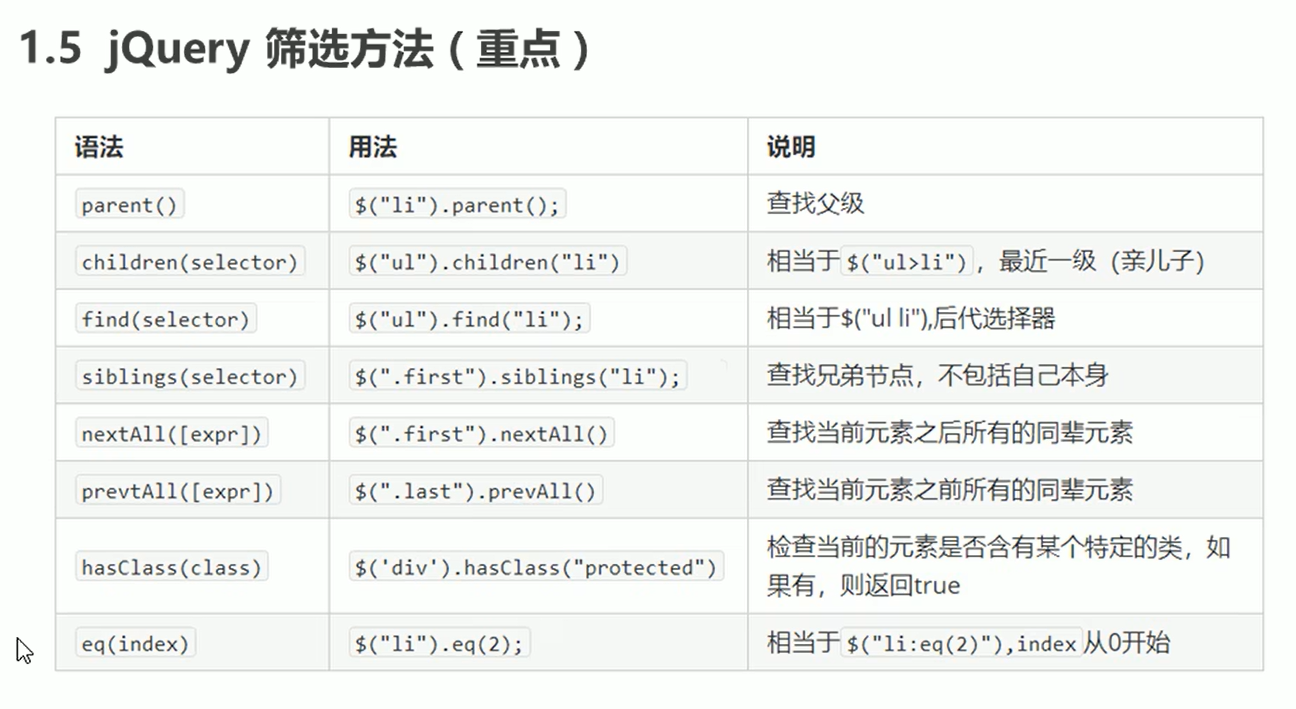 1.5 jQuery 筛选方法（重点）
语法 用法 说明
parent() $("li").parent(); 查找父级
children(selector) $("ul").children("li") 相当于$("ul>li")，最近一级（亲儿子）
find(selector) $("ul").find("li"); 相当于$("ul li"),后代选择器
siblings(selector) $(".first").siblings("li"); 查找兄弟节点，不包括自己本身
nextAll([expr]) $(".first").nextAll() 查找当前元素之后所有的同辈元素
prevtAll([expr]) $(".last").prevAll() 查找当前元素之前所有的同辈元素
hasClass(class) $('div').hasClass("protected") 检查当前的元素是否含有某个特定的类，如
果有，则返回true
eq(index) $("li").eq(2); 相当于$("li:eq(2)"),index从0开始